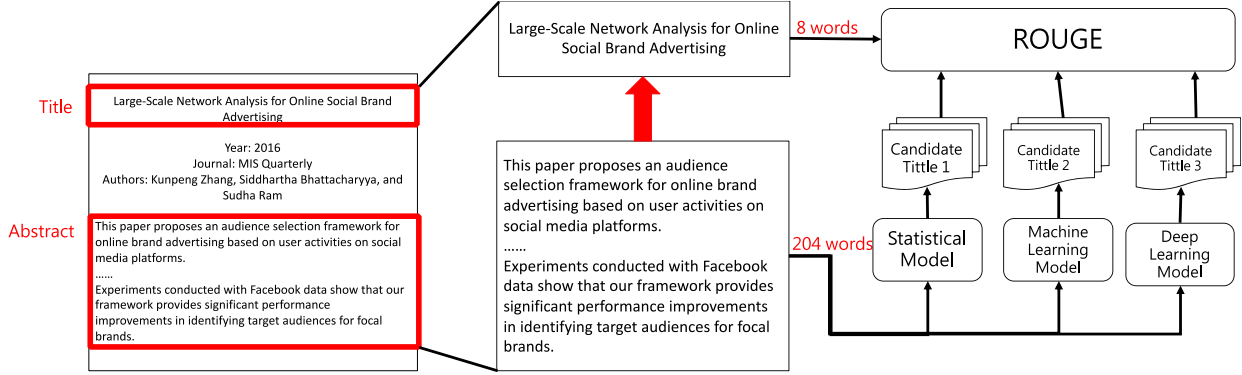 Title
Large-Scale Network Analysis for Online Social Brand
Advertising
Year: 2016
Journal: MIS Quarterly
Authors: Kunpeng Zhang, Siddhartha Bhattacharyya, and
Sudha Ram
Abstract
This paper proposes an audience selection framework for
online brand advertising based on user activities on social
media platforms.
......
Experiments conducted with Facebook data show that our
framework provides significant performance
improvements in identifying target audiences for focal
brands.
Large-Scale Network Analysis for Online
Social Brand Advertising
8 words
This paper proposes an audience
selection framework for online brand
advertising based on user activities on
social media platforms.
......
Experiments conducted with Facebook
data show that our framework provides
significant performance improvements
in identifying target audiences for focal
brands.
204 words
ROUGE
Candidate
Tittle 1
Candidate
Tittle 2
Candidate
Tittle 3
Statistical
Model
Machine
Learning
Model
Deep
Learning
Model